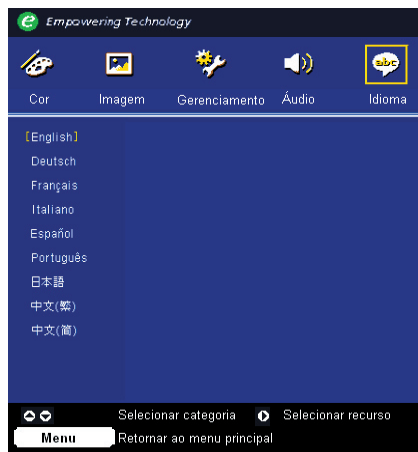 Empowering Technology
Cor Imagem Gerenciamento Áudio Idioma
abc
[English]
Deutsch
Français
Italiano
Español
Português
日本語
中文(繁)
中文(简)
Selecionar categoria Selecionar recurso
Menu Retornar ao menu principal